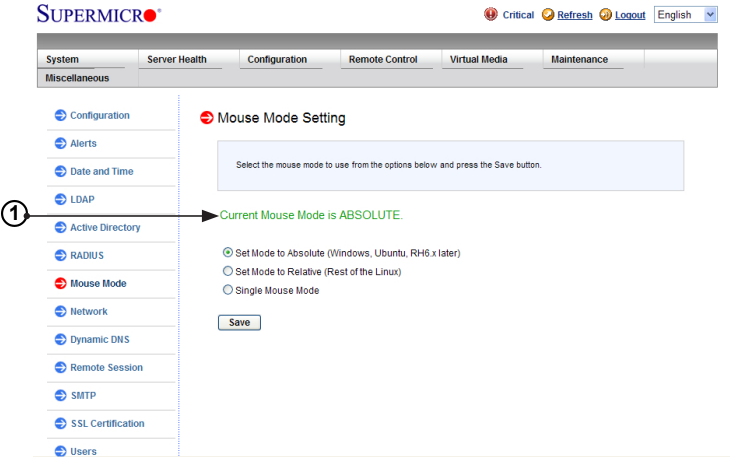 SUPERMICR
Critical Refresh Logout English
System Server Health Configuration Remote Control Virtual Media Maintenance
Miscellaneous
Configuration
Alerts
Date and Time
LDAP
Active Directory
RADIUS
Mouse Mode
Network
Dynamic DNS
Remote Session
SMTP
SSL Certification
Users
Mouse Mode Setting
Select the mouse mode to use from the options below and press the Save button.
1
Current Mouse Mode is ABSOLUTE.
Set Mode to Absolute (Windows, Ubuntu, RH6.x later)
Set Mode to Relative (Rest of the Linux)
Single Mouse Mode
Save